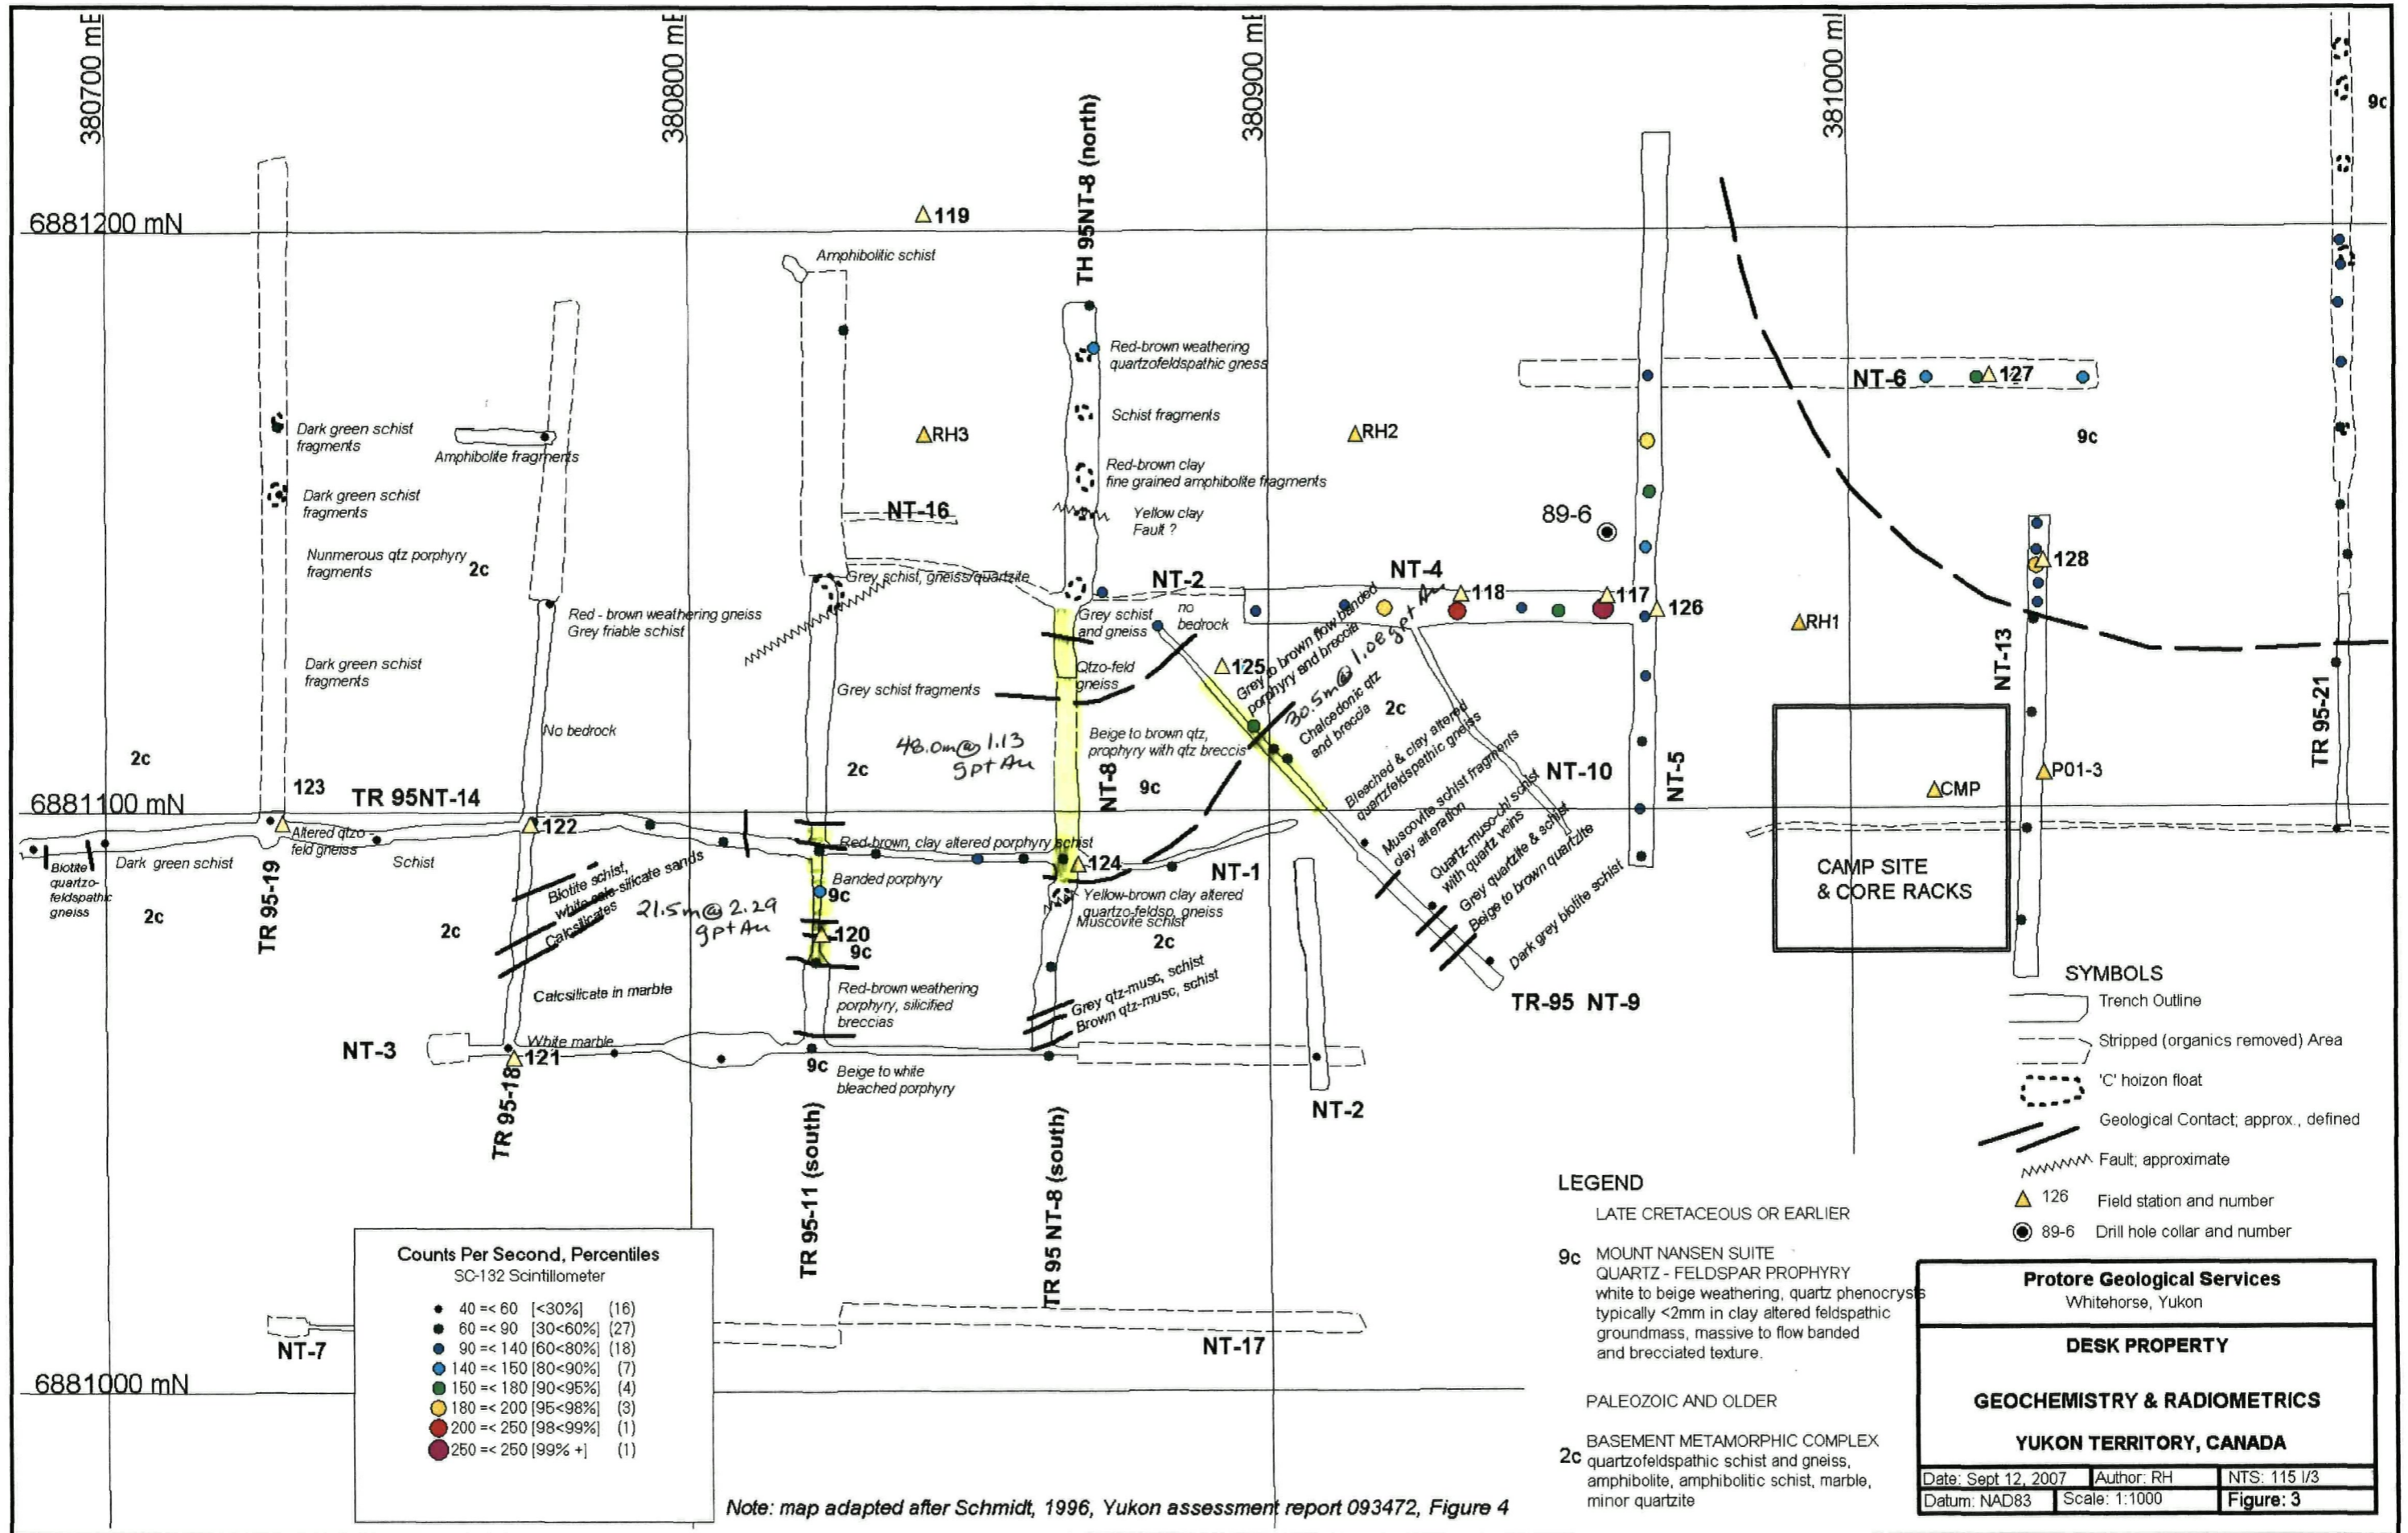 380700 mE
380800 mE
380900 mE
381000 mE
9c
TH 95NT-8 (north)
6881200 mN
119
Amphibolitic schist
Red-brown weathering
quartzofeldspathic gness
NT-6
127
Schist fragments
Dark green schist
fragments
Amphibolite fragments
RH3
RH2
9c
Red-brown clay
fine grained amphibolite fragments
Dark green schist
fragments
NT-16
Yellow clay
Fault ?
89-6
Nunmerous qtz porphyry
fragments
2c
128
Grey schist, gneiss/quartzite
NT-2
NT-4
118
117
126
Red - brown weathering gneiss
Grey friable schist
Grey schist
and gneiss
no
bedrock
RH1
NT-13
Dark green schist
fragments
Grey schist fragments
Qtzo-feld
gneiss
125
Grey to brown flow banded
porphyry and breccia
30.5m@ 1.08 gpt Au
Chalcedonic qtz
and breccia
2c
TR 95-21
No bedrock
48.0m@ 1.13
gpt Au
Beige to brown qtz,
prophyry with qtz breccis
Bleached & clay altered
quartzfeldspathic gneiss
2c
2c
NT-8
9c
NT-10
NT-5
P01-3
CMP
6881100 mN
123
TR 95NT-14
122
Altered qtzo -
feld gneiss
Red-brown, clay altered porphyry schist
Muscovite schist fragments
clay alteration
Biotite
quartzo-
feldspathic
gneiss
Dark green schist
Schist
124
NT-1
Quartz-musc-chl schist
with quartz veins
CAMP SITE
& CORE RACKS
TR 95-19
2c
2c
Biotite schist,
white calc-silicate sands
Calcsilicates
21.5m@ 2.29
gpt Au
Banded porphyry
9c
120
9c
Yellow-brown clay altered
quartzo-feldsp. gneiss
Muscovite schist
2c
Grey quartzite & schist
Beige to brown quartzite
Dark grey biotite schist
Calcsilicate in marble
Red-brown weathering
porphyry, silicified
breccias
Grey qtz-musc, schist
Brown qtz-musc, schist
TR-95 NT-9
NT-3
White marble
121
9c
Beige to white
bleached porphyry
NT-2
TR 95-18
TR 95-11 (south)
TR 95 NT-8 (south)
SYMBOLS
Trench Outline
Stripped (organics removed) Area
'C' hoizon float
Geological Contact; approx., defined
Fault; approximate
126 Field station and number
89-6 Drill hole collar and number
NT-7
NT-17
6881000 mN
Counts Per Second, Percentiles
SC-132 Scintillometer
40 =< 60 [<30%] (16)
60 =< 90 [30<60%] (27)
90 =< 140 [60<80%] (18)
140 =< 150 [80<90%] (7)
150 =< 180 [90<95%] (4)
180 =< 200 [95<98%] (3)
200 =< 250 [98<99%] (1)
250 =< 250 [99% +] (1)
LEGEND
LATE CRETACEOUS OR EARLIER
9c MOUNT NANSEN SUITE
QUARTZ - FELDSPAR PROPHYRY
white to beige weathering, quartz phenocrysts
typically <2mm in clay altered feldspathic
groundmass, massive to flow banded
and brecciated texture.
PALEOZOIC AND OLDER
BASEMENT METAMORPHIC COMPLEX
2c quartzofeldspathic schist and gneiss,
amphibolite, amphibolitic schist, marble,
minor quartzite
Note: map adapted after Schmidt, 1996, Yukon assessment report 093472, Figure 4
Protore Geological Services
Whitehorse, Yukon
DESK PROPERTY
GEOCHEMISTRY & RADIOMETRICS
YUKON TERRITORY, CANADA
Date: Sept 12, 2007 Author: RH NTS: 115 I/3
Datum: NAD83 Scale: 1:1000 Figure: 3